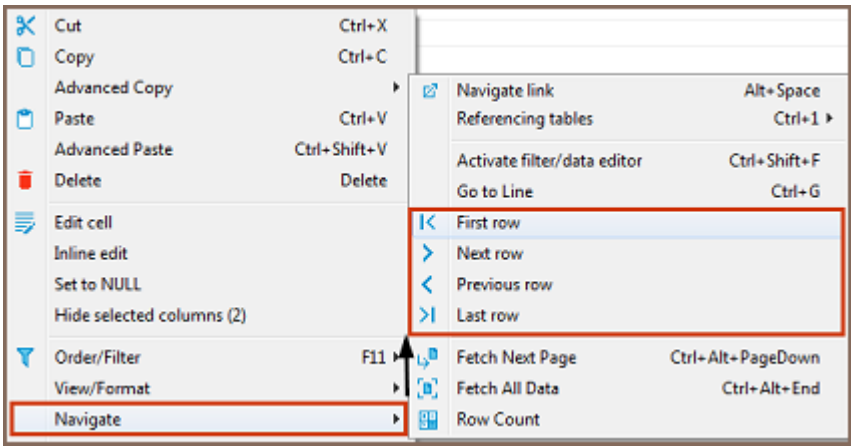 Cut Ctrl+X
Copy Ctrl+C
Advanced Copy
Paste Ctrl+V
Advanced Paste Ctrl+Shift+V
Delete Delete
Edit cell
Inline edit
Set to NULL
Hide selected columns (2)
Order/Filter F11
View/Format
Navigate
Navigate link Alt+Space
Referencing tables Ctrl+1
Activate filter/data editor Ctrl+Shift+F
Go to Line Ctrl+G
First row
Next row
Previous row
Last row
Fetch Next Page Ctrl+Alt+PageDown
Fetch All Data Ctrl+Alt+End
Row Count